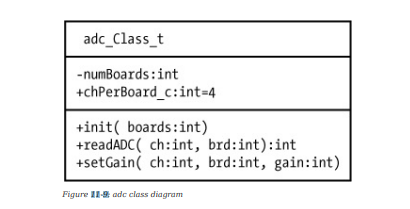 adc_Class_t
-numBoards:int
+chPerBoard_c:int=4
+init( boards:int)
+readADC( ch:int, brd:int):int
+setGain( ch:int, brd:int, gain:int)
Figure adc class diagram